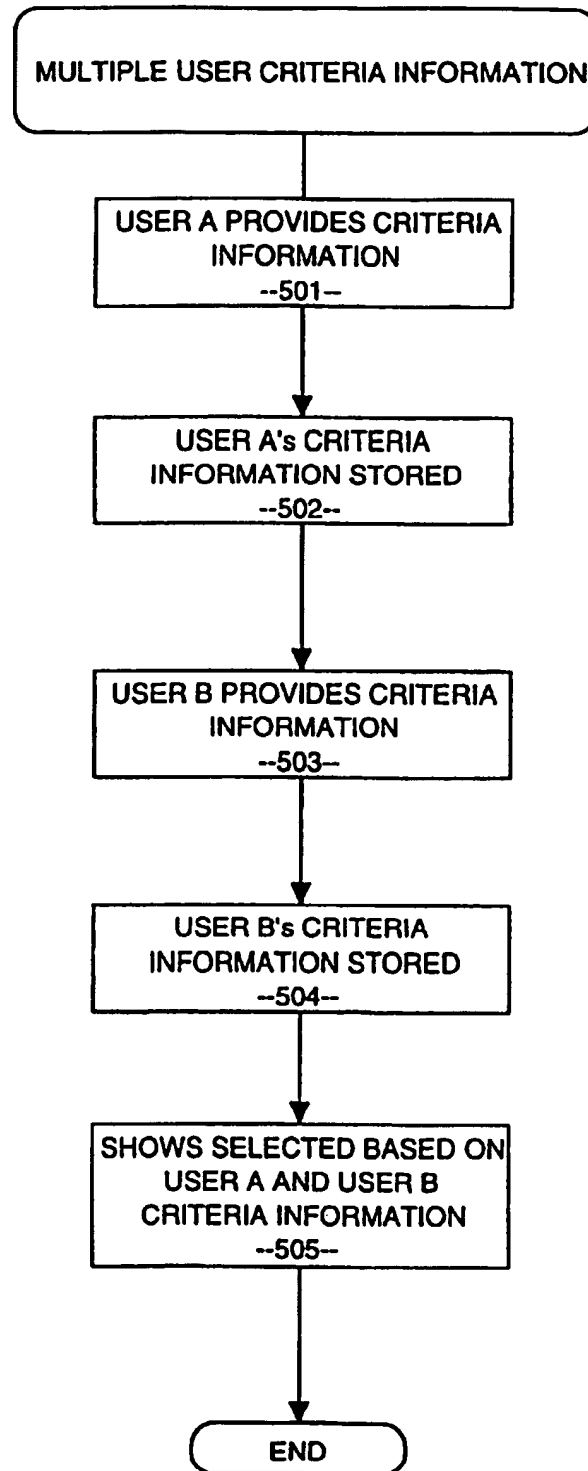 MULTIPLE USER CRITERIA INFORMATION
USER A PROVIDES CRITERIA
INFORMATION
--501--
USER A's CRITERIA
INFORMATION STORED
--502--
USER B PROVIDES CRITERIA
INFORMATION
--503--
USER B's CRITERIA
INFORMATION STORED
--504--
SHOWS SELECTED BASED ON
USER A AND USER B
CRITERIA INFORMATION
--505--
END